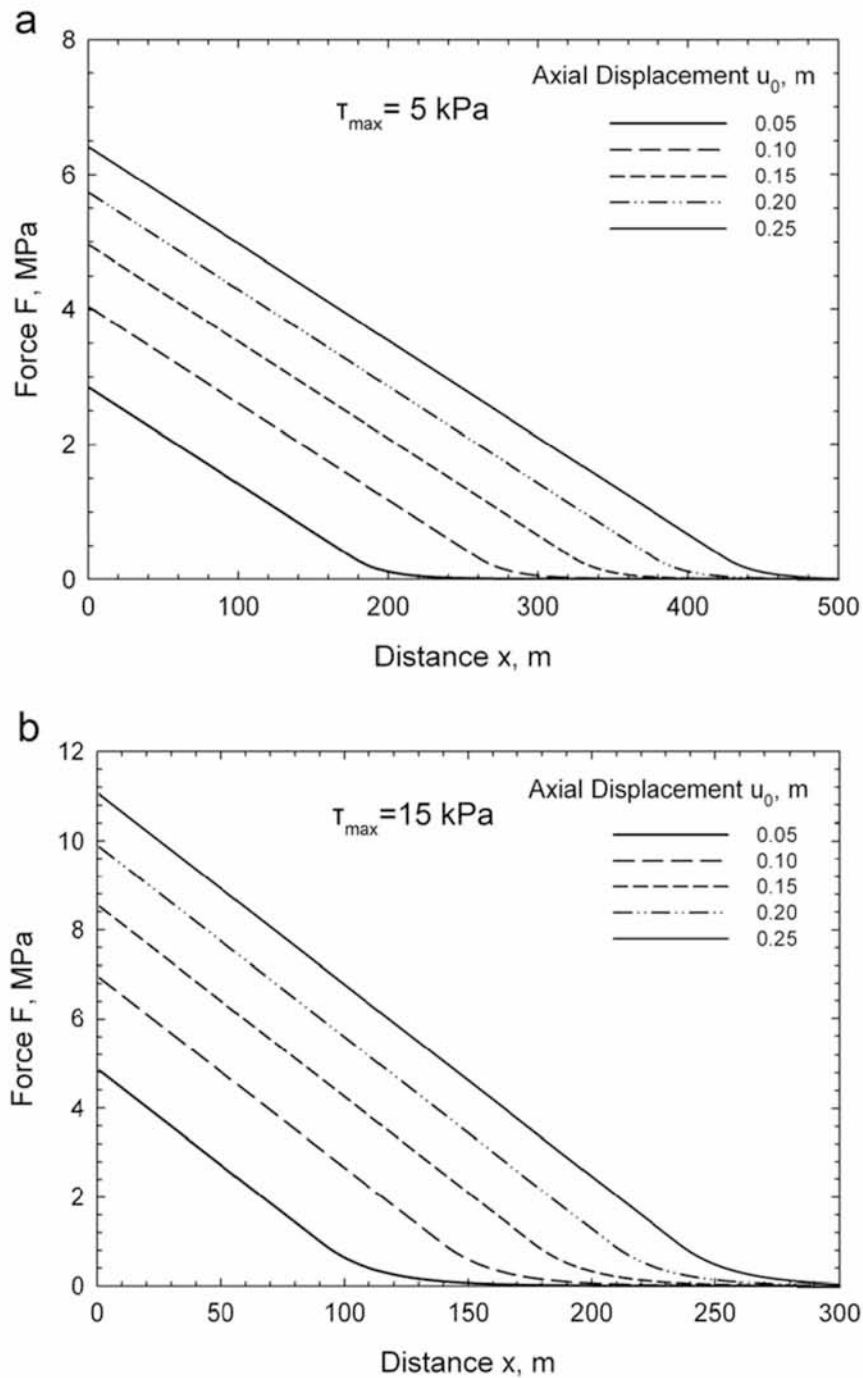 a
8
Axial Displacement u₀, m
τmax= 5 kPa
0.05
0.10
0.15
0.20
0.25
6
4
2
0
Force F, MPa
0 100 200 300 400 500
Distance x, m
b
12
Axial Displacement u₀, m
τmax=15 kPa
0.05
0.10
0.15
0.20
0.25
10
8
6
4
2
0
Force F, MPa
0 50 100 150 200 250 300
Distance x, m